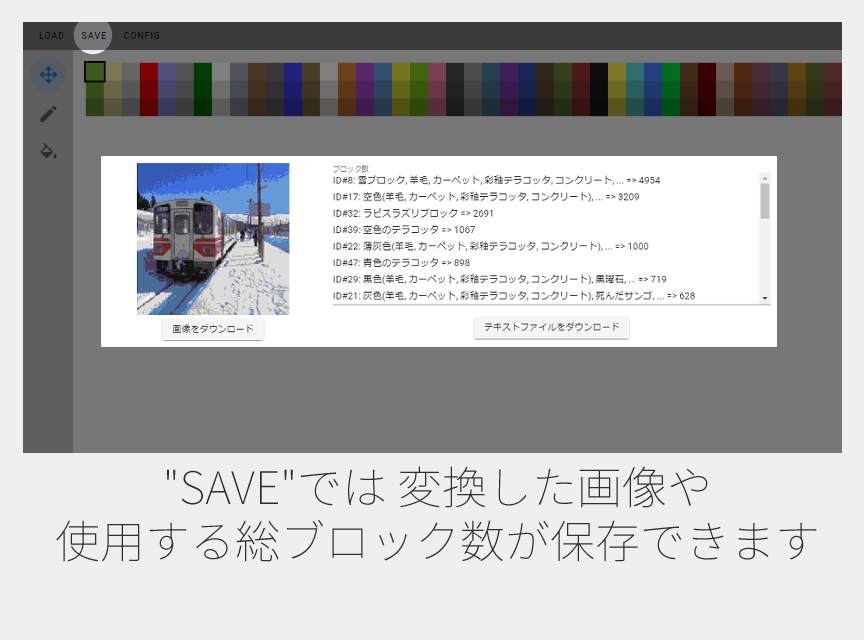 LOAD SAVE CONFIG
ブロック数
ID#8: 雪ブロック, 羊毛, カーペット, 彩釉テラコッタ, コンクリート, ... => 4954
ID#17: 空色(羊毛, カーペット, 彩釉テラコッタ, コンクリート), ... => 3209
ID#32: ラピスラズリブロック => 2691
ID#39: 空色のテラコッタ => 1067
ID#22: 薄灰色(羊毛, カーペット, 彩釉テラコッタ, コンクリート), ... => 1000
ID#47: 青色のテラコッタ => 898
ID#29: 黒色(羊毛, カーペット, 彩釉テラコッタ, コンクリート), 黒曜石, ... => 719
ID#21: 灰色(羊毛, カーペット, 彩釉テラコッタ, コンクリート), 死んだサンゴ, ... => 628
画像をダウンロード
テキストファイルをダウンロード
"SAVE"では 変換した画像や
使用する総ブロック数が保存できます